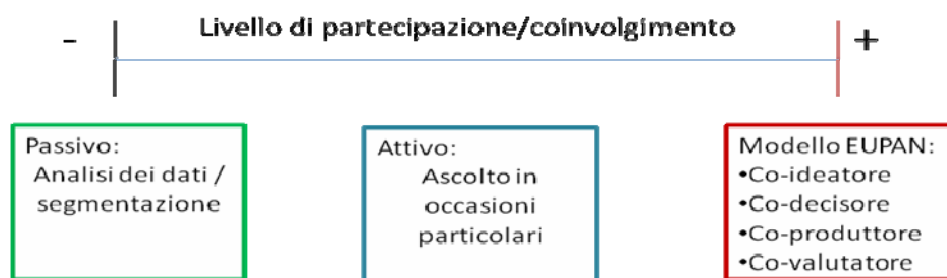 - Livello di partecipazione/coinvolgimento +
Passivo:
Analisi dei dati /
segmentazione
Attivo:
Ascolto in
occasioni
particolari
Modello EUPAN:
•Co-ideatore
•Co-decisore
•Co-produttore
•Co-valutatore